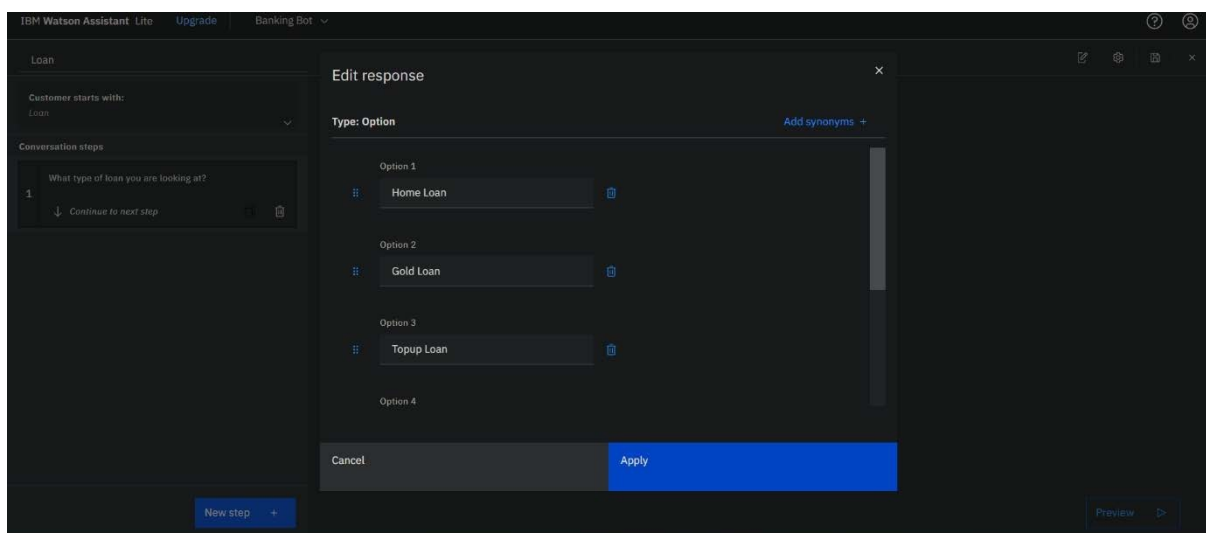 IBM Watson Assistant Lite Upgrade Banking Bot
Loan
Customer starts with:
Loan
Conversation steps
1
What type of loan you are looking at?
Continue to next step
New step +
Edit response
Type: Option
Add synonyms +
Option 1
Home Loan
Option 2
Gold Loan
Option 3
Topup Loan
Option 4
Cancel
Apply
Preview